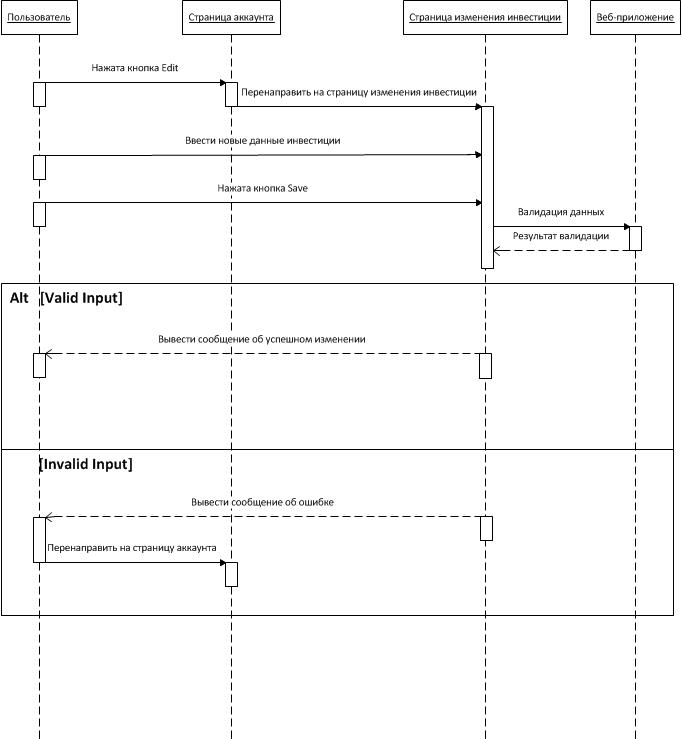 Пользователь
Страница аккаунта
Страница изменения инвестиции
Веб-приложение
Нажата кнопка Edit
Перенаправить на страницу изменения инвестиции
Ввести новые данные инвестиции
Нажата кнопка Save
Валидация данных
Результат валидации
Alt [Valid Input]
Вывести сообщение об успешном изменении
[Invalid Input]
Вывести сообщение об ошибке
Перенаправить на страницу аккаунта